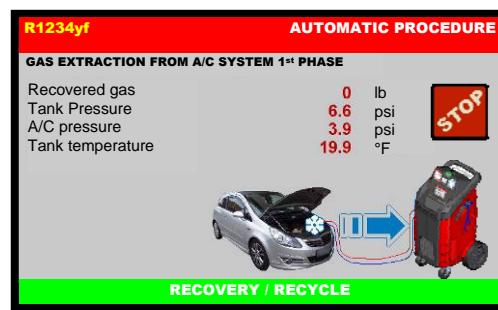 R1234yf AUTOMATIC PROCEDURE
GAS EXTRACTION FROM A/C SYSTEM 1st PHASE
Recovered gas 0 lb
Tank Pressure 6.6 psi
A/C pressure 3.9 psi
Tank temperature 19.9 °F
STOP
RECOVERY / RECYCLE